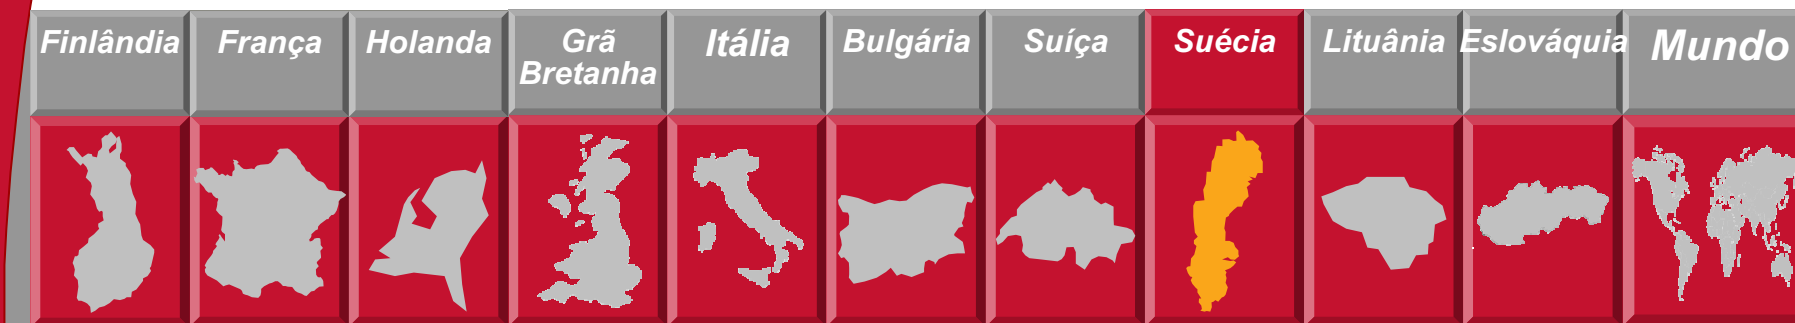 Finlândia
França
Holanda
Grã
Bretanha
Itália
Bulgária
Suíça
Suécia
Lituânia
Eslováquia
Mundo